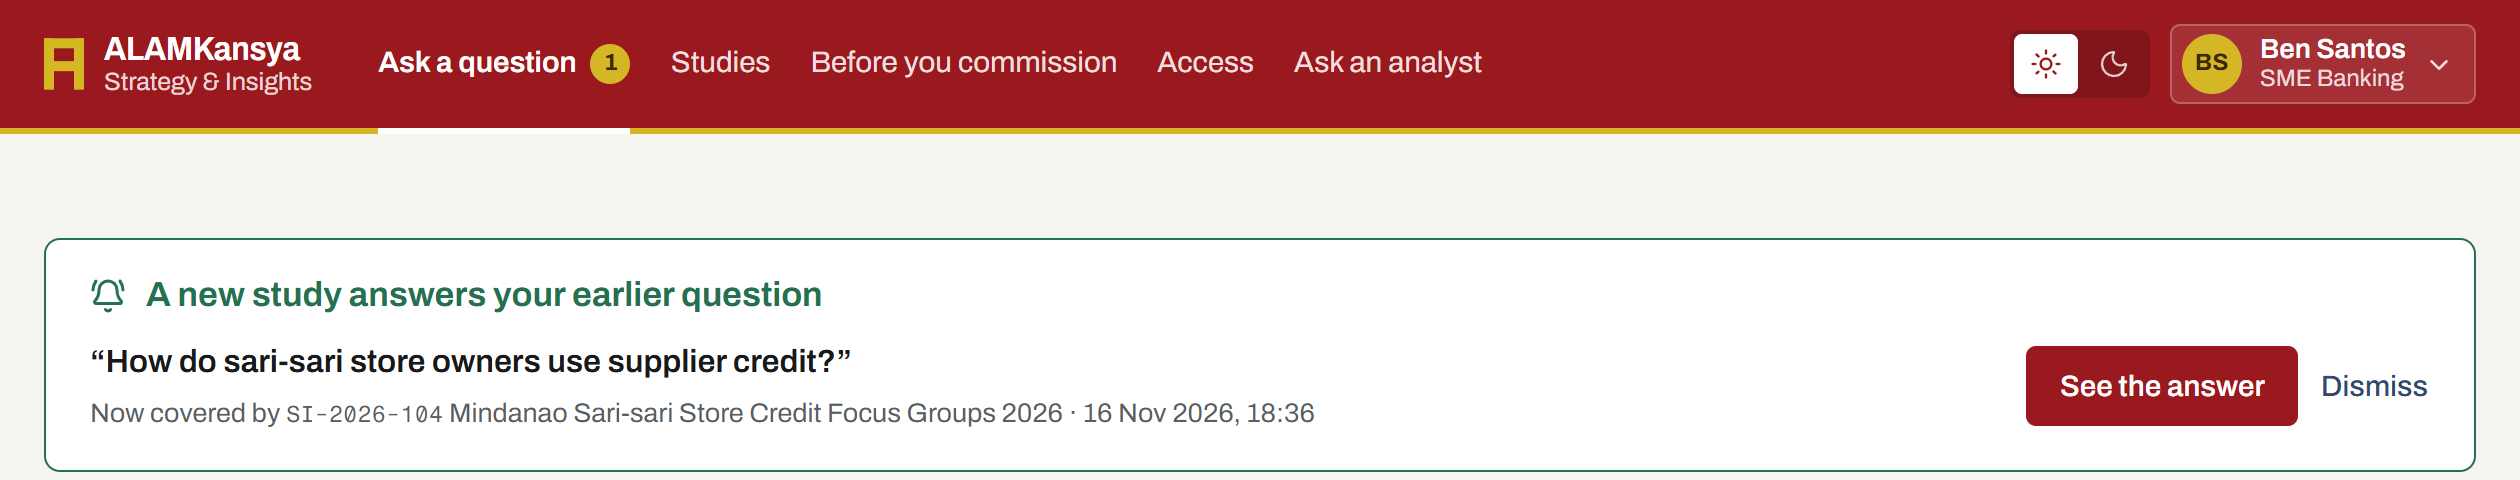 ALAMKansya
Strategy & Insights
Ask a question 1
Studies
Before you commission
Access
Ask an analyst
BS
Ben Santos
SME Banking
A new study answers your earlier question
“How do sari-sari store owners use supplier credit?”
Now covered by SI-2026-104 Mindanao Sari-sari Store Credit Focus Groups 2026 · 16 Nov 2026, 18:36
See the answer
Dismiss